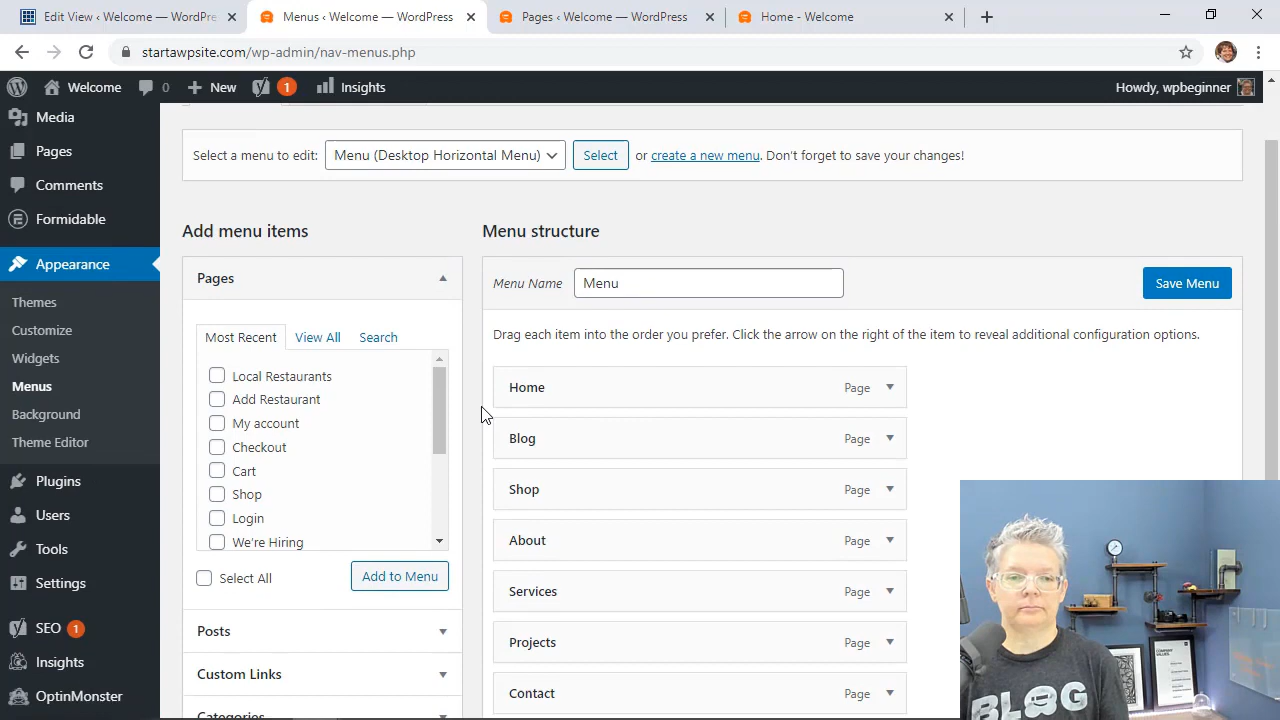 Edit View ‹ Welcome — WordPre
Menus ‹ Welcome — WordPress
Pages ‹ Welcome — WordPress
Home - Welcome
startawpsite.com/wp-admin/nav-menus.php
Welcome
0
New
1
Insights
Howdy, wpbeginner
Media
Pages
Comments
Formidable
Appearance
Themes
Customize
Widgets
Menus
Background
Theme Editor
Plugins
Users
Tools
Settings
SEO 1
Insights
OptinMonster
Select a menu to edit: Menu (Desktop Horizontal Menu) Select or create a new menu. Don't forget to save your changes!
Add menu items
Pages
Most Recent View All Search
Local Restaurants
Add Restaurant
My account
Checkout
Cart
Shop
Login
We're Hiring
Select All Add to Menu
Posts
Custom Links
Categories
Menu structure
Menu Name Menu Save Menu
Drag each item into the order you prefer. Click the arrow on the right of the item to reveal additional configuration options.
Home Page
Blog Page
Shop Page
About Page
Services Page
Projects Page
Contact Page
BLOG